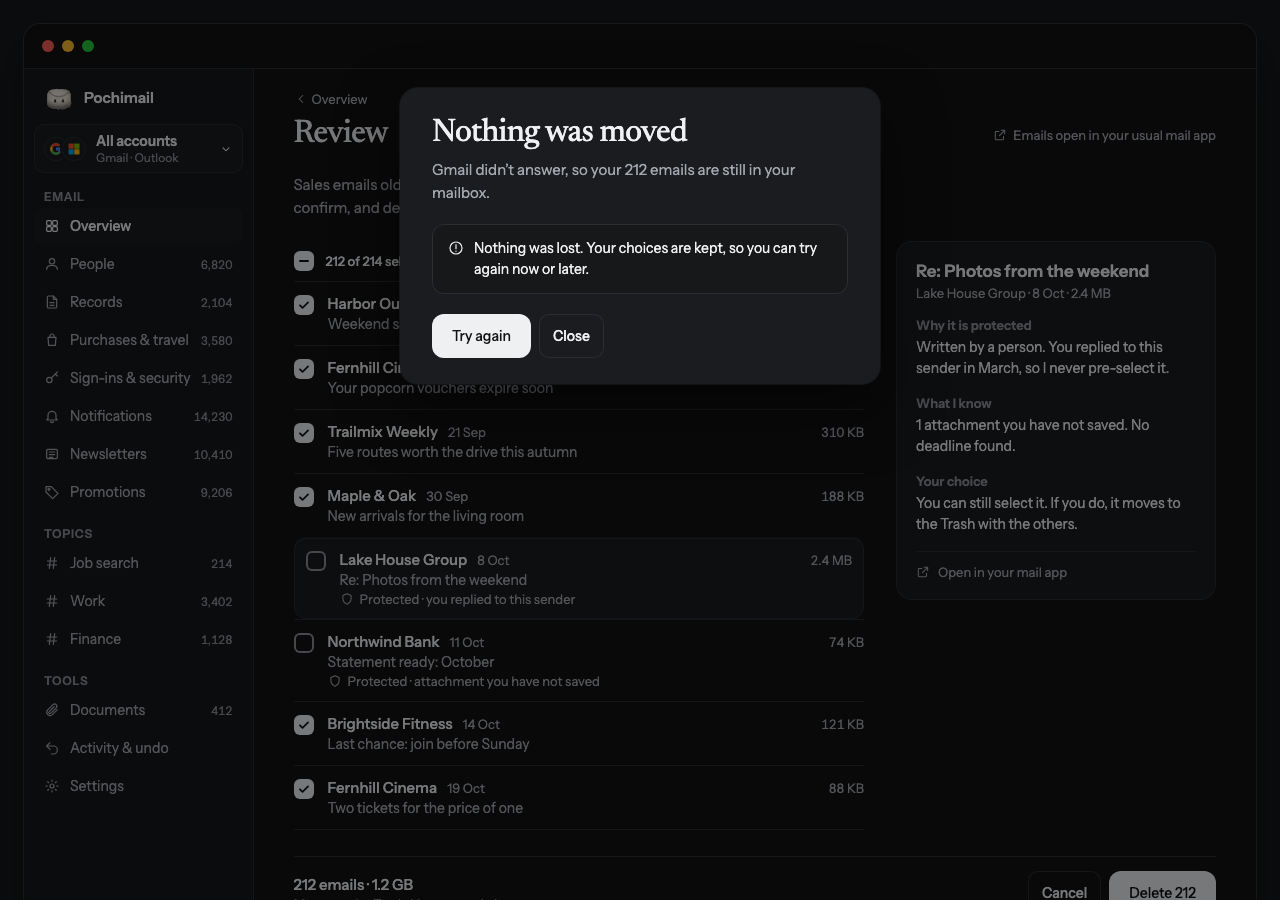 Pochimail
All accounts
Gmail · Outlook
EMAIL
Overview
People 6,820
Records 2,104
Purchases & travel 3,580
Sign-ins & security 1,962
Notifications 14,230
Newsletters 10,410
Promotions 9,206
TOPICS
# Job search 214
# Work 3,402
# Finance 1,128
TOOLS
Documents 412
Activity & undo
Settings
Overview
Review
Emails open in your usual mail app
Sales emails
confirm, and
212 of 214
Harbor
Weekend
Fernhill
Your popcorn vouchers expire soon
Trailmix Weekly 21 Sep 310 KB
Five routes worth the drive this autumn
Maple & Oak 30 Sep 188 KB
New arrivals for the living room
Lake House Group 8 Oct 2.4 MB
Re: Photos from the weekend
Protected · you replied to this sender
Northwind Bank 11 Oct 74 KB
Statement ready: October
Protected · attachment you have not saved
Brightside Fitness 14 Oct 121 KB
Last chance: join before Sunday
Fernhill Cinema 19 Oct 88 KB
Two tickets for the price of one
212 emails · 1.2 GB
Cancel
Delete 212
Nothing was moved
Gmail didn’t answer, so your 212 emails are still in your
mailbox.
Nothing was lost. Your choices are kept, so you can try
again now or later.
Try again
Close
Re: Photos from the weekend
Lake House Group · 8 Oct · 2.4 MB
Why it is protected
Written by a person. You replied to this
sender in March, so I never pre-select it.
What I know
1 attachment you have not saved. No
deadline found.
Your choice
You can still select it. If you do, it moves to
the Trash with the others.
Open in your mail app